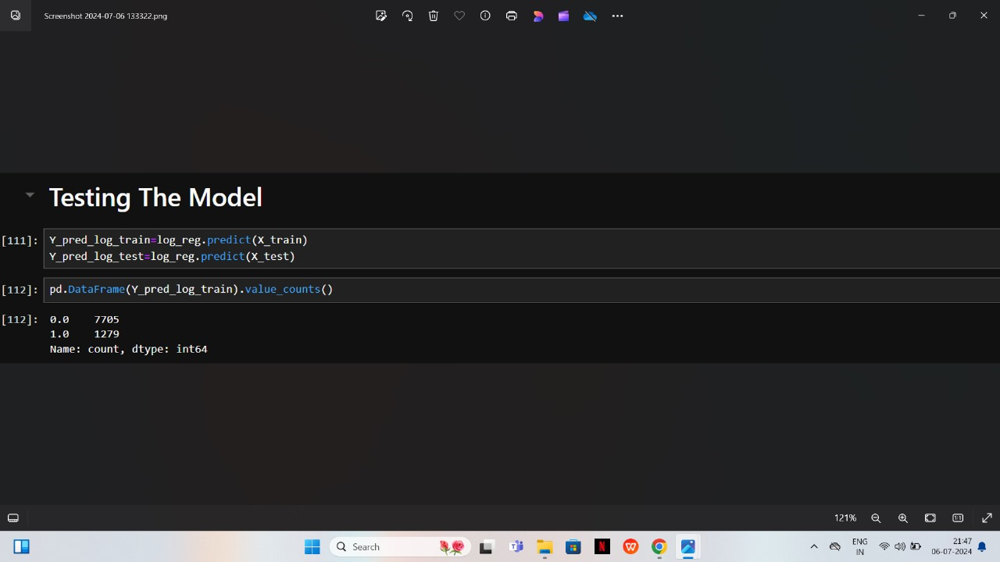 Screenshot 2024-07-06 133322.png
Testing The Model
[111]: Y_pred_log_train=log_reg.predict(X_train)
Y_pred_log_test=log_reg.predict(X_test)
[112]: pd.DataFrame(Y_pred_log_train).value_counts()
[112]: 0.0    7705
1.0    1279
Name: count, dtype: int64
121%
Search
ENG
IN
21:47
06-07-2024